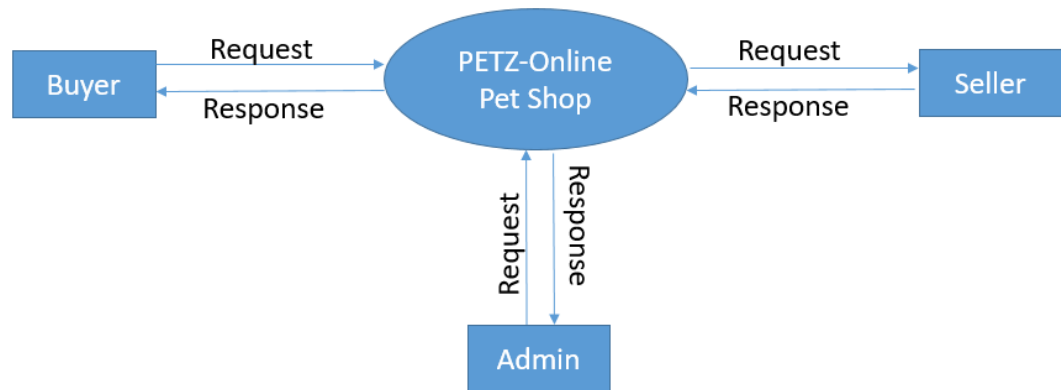 Request
Buyer
Response
PETZ-Online
Pet Shop
Request
Seller
Response
Request
Response
Admin